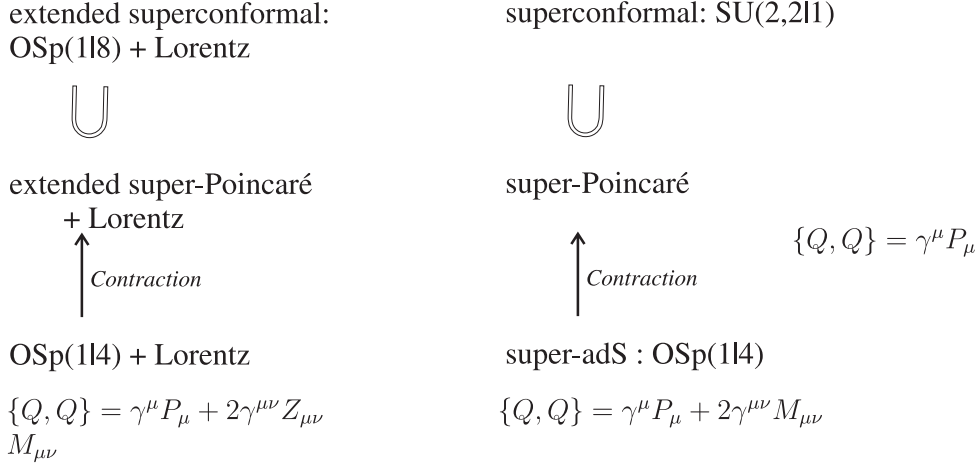 extended superconformal:
OSp(1|8) + Lorentz
superconformal: SU(2,2|1)
⋃
⋃
extended super-Poincaré
+ Lorentz
super-Poincaré
{Q, Q} = γ^μ P_μ
Contraction
Contraction
OSp(1|4) + Lorentz
super-adS : OSp(1|4)
{Q, Q} = γ^μ P_μ + 2γ^{μν} Z_{μν}
M_{μν}
{Q, Q} = γ^μ P_μ + 2γ^{μν} M_{μν}